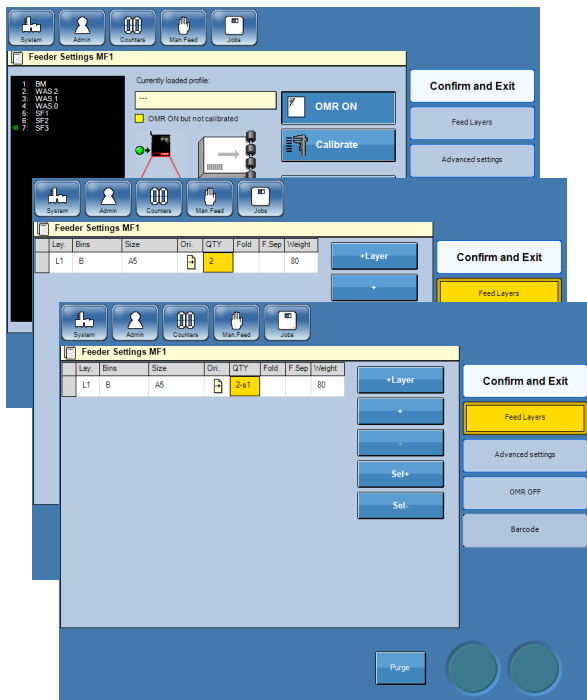 System Admin Counters Man.Feed Jobs
Feeder Settings MF1
1: BM
2: WAS.2
3: WAS.1
4: WAS.0
5: SF1
6: SF2
7: SF3
Currently loaded profile:
---
OMR ON but not calibrated
OMR ON
Calibrate
Confirm and Exit
Feed Layers
Advanced settings
System Admin Counters Man.Feed Jobs
Feeder Settings MF1
Lay. Bins Size Ori. QTY Fold F.Sep Weight
L1 B A5 2 80
+Layer
+
Confirm and Exit
Feed Layers
System Admin Counters Man.Feed Jobs
Feeder Settings MF1
Lay. Bins Size Ori. QTY Fold F.Sep Weight
L1 B A5 2-s1 80
+Layer
+
-
Sel+
Sel-
Confirm and Exit
Feed Layers
Advanced settings
OMR OFF
Barcode
Purge